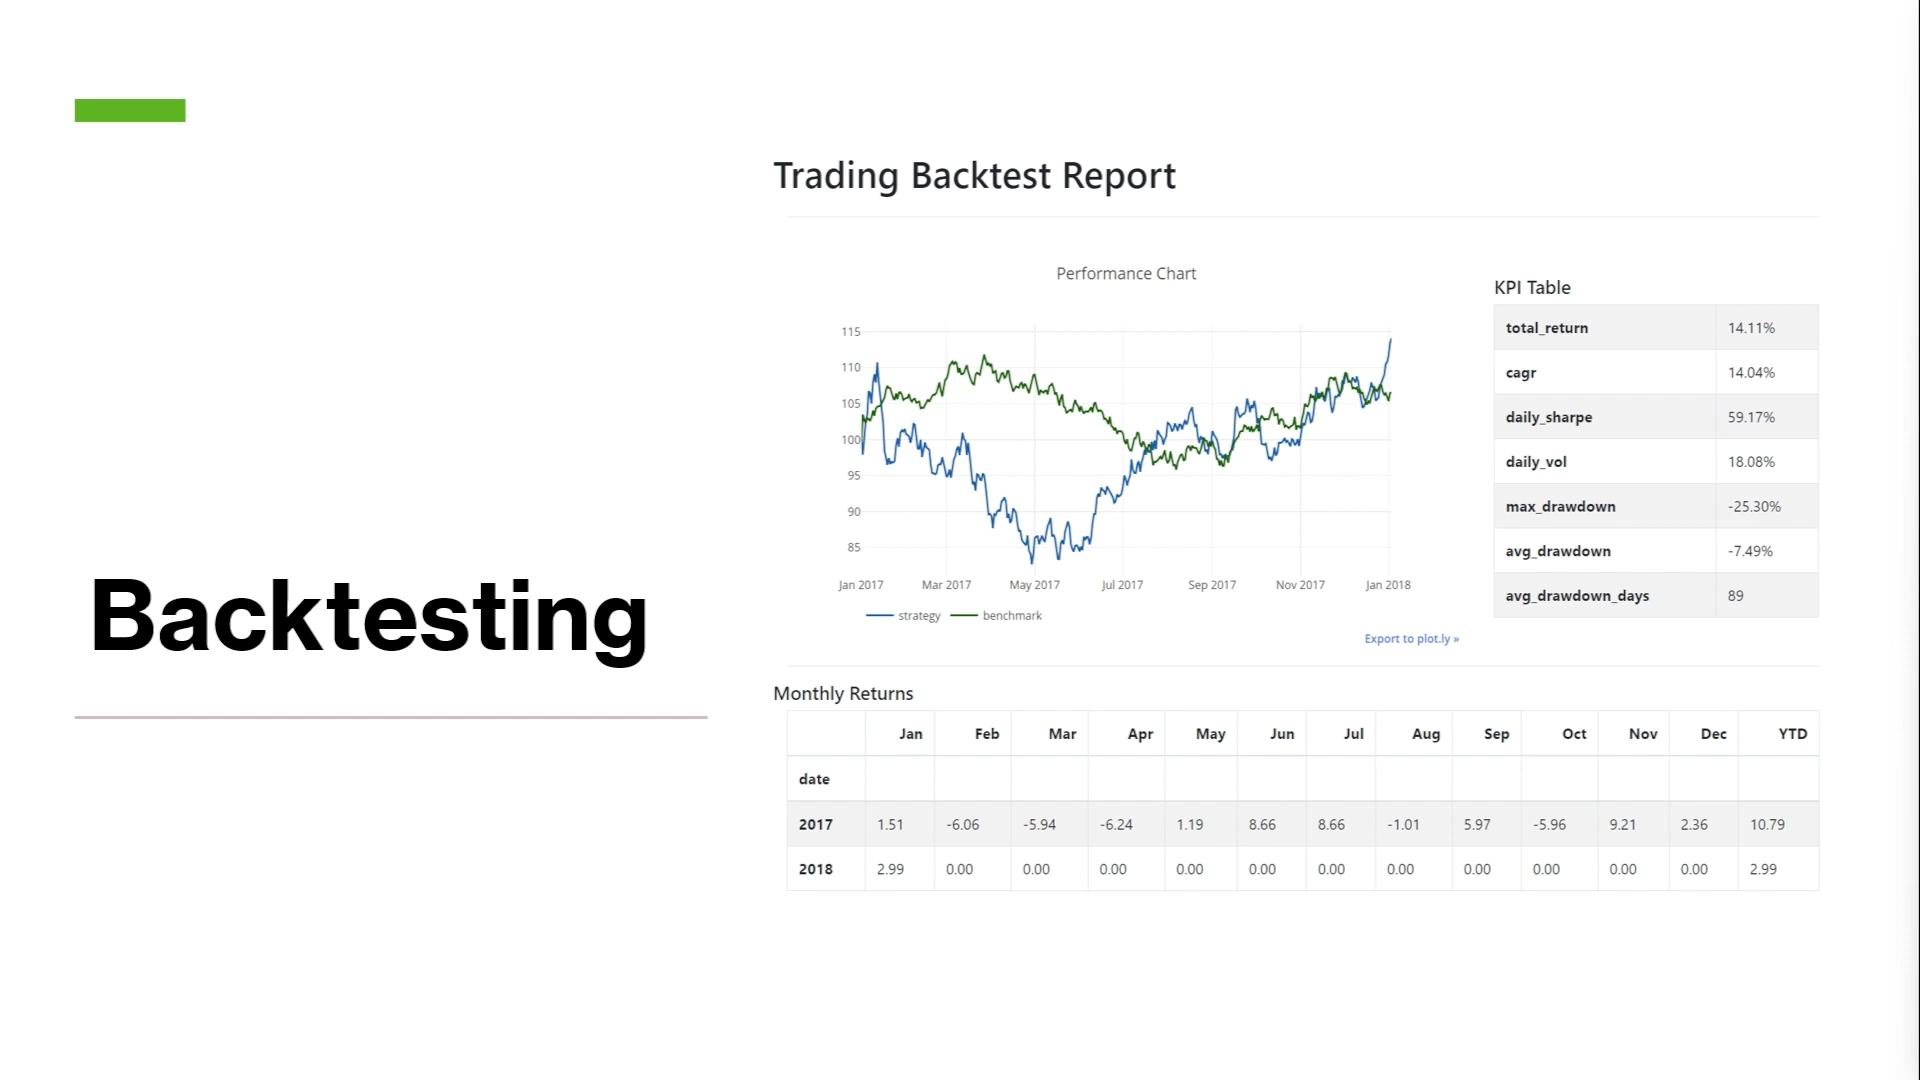 Backtesting
Trading Backtest Report
Performance Chart
115
110
105
100
95
90
85
Jan 2017 Mar 2017 May 2017 Jul 2017 Sep 2017 Nov 2017 Jan 2018
strategy benchmark
Export to plot.ly »
KPI Table
total_return 14.11%
cagr 14.04%
daily_sharpe 59.17%
daily_vol 18.08%
max_drawdown -25.30%
avg_drawdown -7.49%
avg_drawdown_days 89
Monthly Returns
Jan Feb Mar Apr May Jun Jul Aug Sep Oct Nov Dec YTD
date
2017 1.51 -6.06 -5.94 -6.24 1.19 8.66 8.66 -1.01 5.97 -5.96 9.21 2.36 10.79
2018 2.99 0.00 0.00 0.00 0.00 0.00 0.00 0.00 0.00 0.00 0.00 0.00 2.99